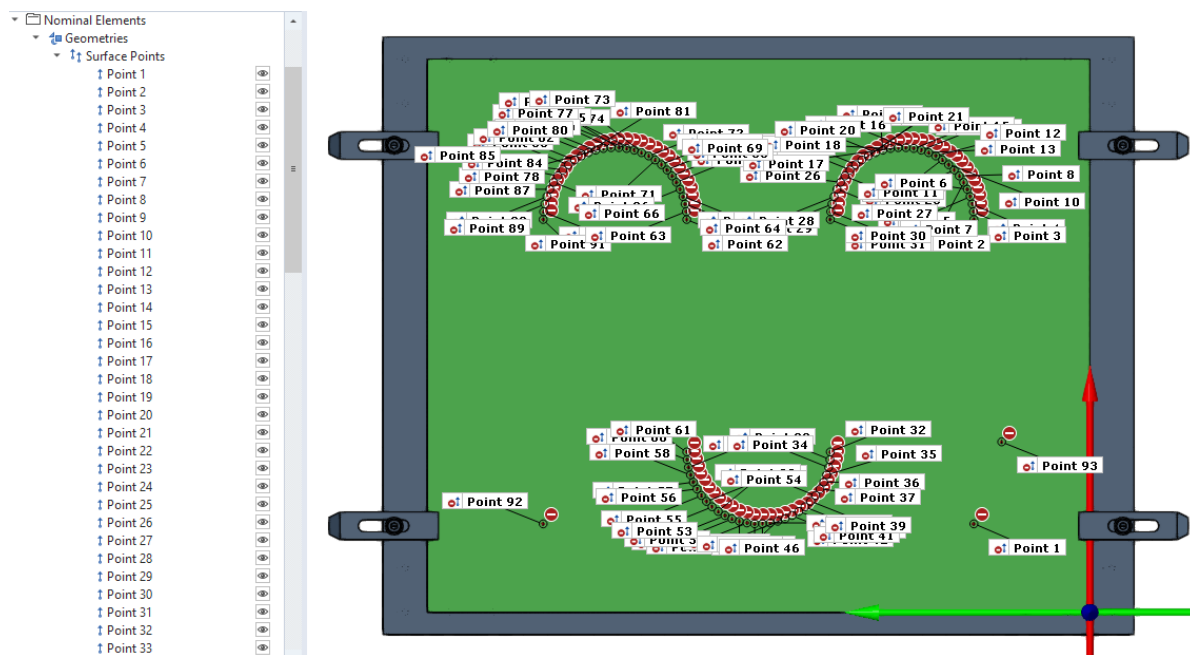 Nominal Elements
Geometries
Surface Points
Point 1
Point 2
Point 3
Point 4
Point 5
Point 6
Point 7
Point 8
Point 9
Point 10
Point 11
Point 12
Point 13
Point 14
Point 15
Point 16
Point 17
Point 18
Point 19
Point 20
Point 21
Point 22
Point 23
Point 24
Point 25
Point 26
Point 27
Point 28
Point 29
Point 30
Point 31
Point 32
Point 33
Point 73
Point 77
74
Point 81
Point 80
Point 72
Point 69
Point 85
Point 84
Point 78
Point 87
Point 71
Point 66
Point 89
Point 63
Point 91
Point 64
Point 62
16
Point 21
Point 20
Point 12
Point 18
Point 13
Point 17
Point 26
Point 6
Point 8
Point 11
Point 10
Point 28
29
Point 27
Point 7
Point 30
Point 31
Point 2
Point 3
Point 61
Point 32
Point 58
Point 34
Point 35
Point 54
Point 36
Point 56
Point 37
Point 93
Point 92
Point 55
Point 53
Point 39
Point 41
Point 46
Point 1